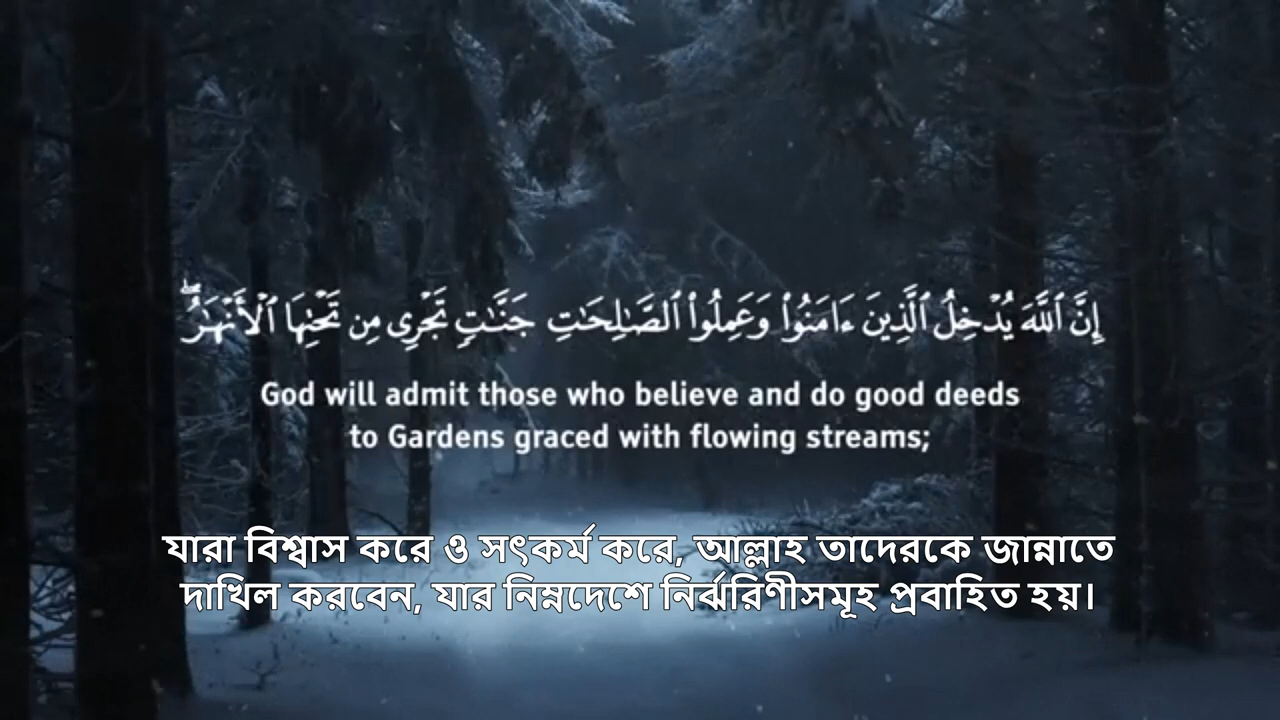 إِنَّ ٱللَّهَ يُدْخِلُ ٱلَّذِينَ ءَامَنُوا۟ وَعَمِلُوا۟ ٱلصَّـٰلِحَـٰتِ جَنَّـٰتٍ تَجْرِى مِن تَحْتِهَا ٱلْأَنْهَـٰرُ ۖ
God will admit those who believe and do good deeds
to Gardens graced with flowing streams;
যারা বিশ্বাস করে ও সৎকর্ম করে, আল্লাহ তাদেরকে জান্নাতে
দাখিল করবেন, যার নিম্নদেশে নির্ঝরিণীসমূহ প্রবাহিত হয়।